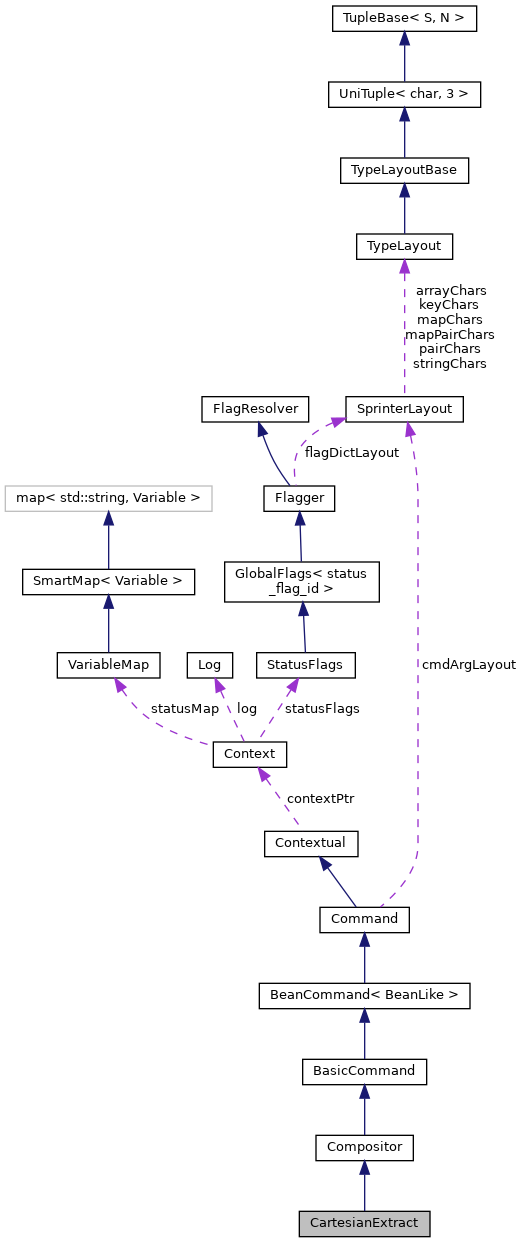 TupleBase< S, N >
UniTuple< char, 3 >
TypeLayoutBase
TypeLayout
arrayChars
keyChars
mapChars
mapPairChars
pairChars
stringChars
FlagResolver
SprinterLayout
flagDictLayout
map< std::string, Variable >
Flagger
SmartMap< Variable >
GlobalFlags< status
_flag_id >
VariableMap
Log
StatusFlags
cmdArgLayout
statusMap
log
statusFlags
Context
contextPtr
Contextual
Command
BeanCommand< BeanLike >
BasicCommand
Compositor
CartesianExtract